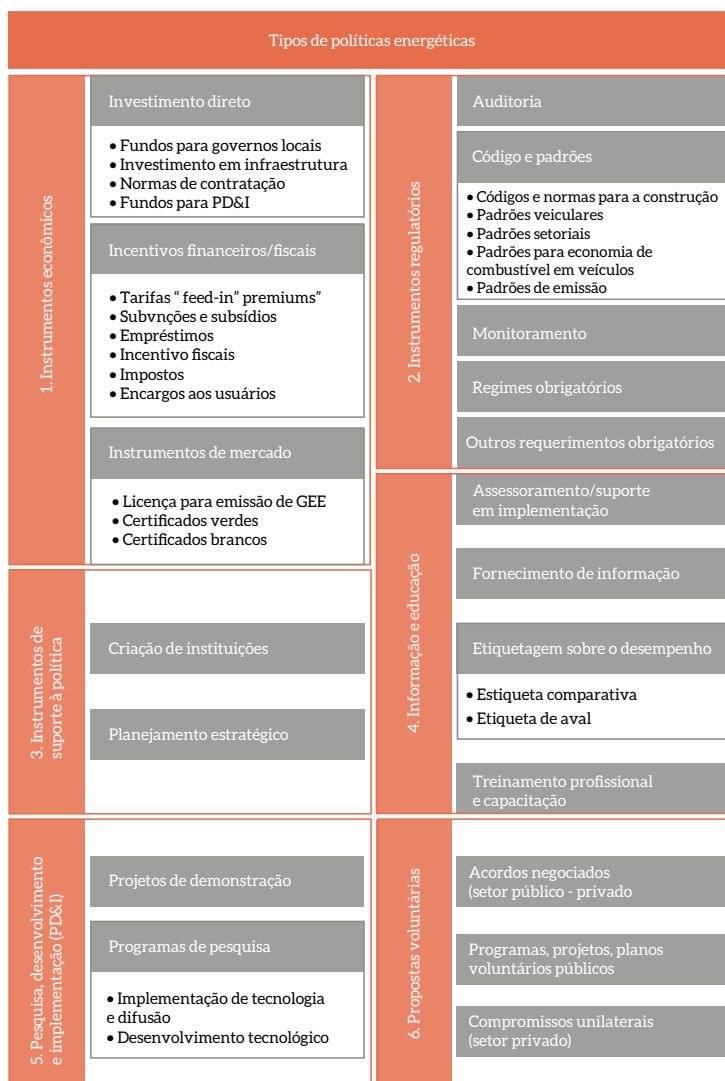 Tipos de políticas energéticas
1. Instrumentos econômicos
Investimento direto
• Fundos para governos locais
• Investimento em infraestrutura
• Normas de contratação
• Fundos para PD&I
Incentivos financeiros/fiscais
• Tarifas “ feed-in” premiums”
• Subvnções e subsídios
• Empréstimos
• Incentivo fiscais
• Impostos
• Encargos aos usuários
Instrumentos de mercado
• Licença para emissão de GEE
• Certificados verdes
• Certificados brancos
2. Instrumentos regulatórios
Auditoria
Código e padrões
• Códigos e normas para a construção
• Padrões veiculares
• Padrões setoriais
• Padrões para economia de
combustível em veículos
• Padrões de emissão
Monitoramento
Regimes obrigatórios
Outros requerimentos obrigatórios
3. Instrumentos de
suporte à política
Criação de instituições
Planejamento estratégico
4. Informação e educação
Assessoramento/suporte
em implementação
Fornecimento de informação
Etiquetagem sobre o desempenho
• Estiqueta comparativa
• Etiqueta de aval
Treinamento profissional
e capacitação
5. Pesquisa, desenvolvimento
e implementação (PD&I)
Projetos de demonstração
Programas de pesquisa
• Implementação de tecnologia
e difusão
• Desenvolvimento tecnológico
6. Propostas voluntárias
Acordos negociados
(setor público - privado
Programas, projetos, planos
voluntários públicos
Compromissos unilaterais
(setor privado)